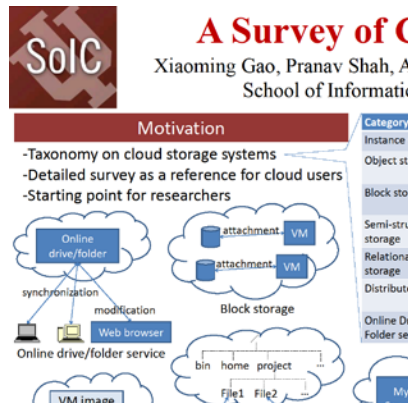 SoIC
A Survey of
Xiaoming Gao, Pranav Shah, A
School of Informatic
Motivation
-Taxonomy on cloud storage systems
-Detailed survey as a reference for cloud users
-Starting point for researchers
Category
Instance
Object st
Block sto
Semi-stru
storage
Relationa
storage
Distribut
Online Dr
Folder se
Online
drive/folder
synchronization
modification
Web browser
Online drive/folder service
attachment
VM
attachment
VM
Block storage
/
bin home project ...
File1 File2 ...
VM image
My